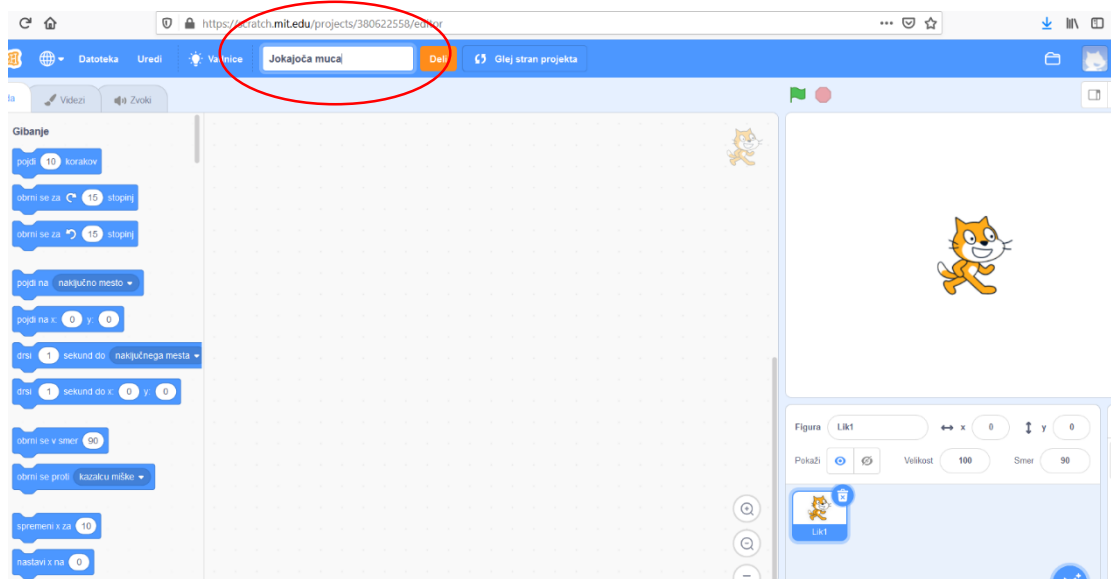 https://scratch.mit.edu/projects/380622558/editor
Datoteka Uredi Vadnice Jokajoča muca Deli Glej stran projekta
Videzi Zvoki
Gibanje
pojdi 10 korakov
obrni se za 15 stopinj
obrni se za 15 stopinj
pojdi na naključno mesto
pojdi na x: 0 y: 0
drsi 1 sekund do naključnega mesta
drsi 1 sekund do x: 0 y: 0
obrni se v smer 90
obrni se proti kazalcu miške
spremeni x za 10
nastavi x na 0
Figura Lik1 x 0 y 0
Pokaži Velikost 100 Smer 90
Lik1